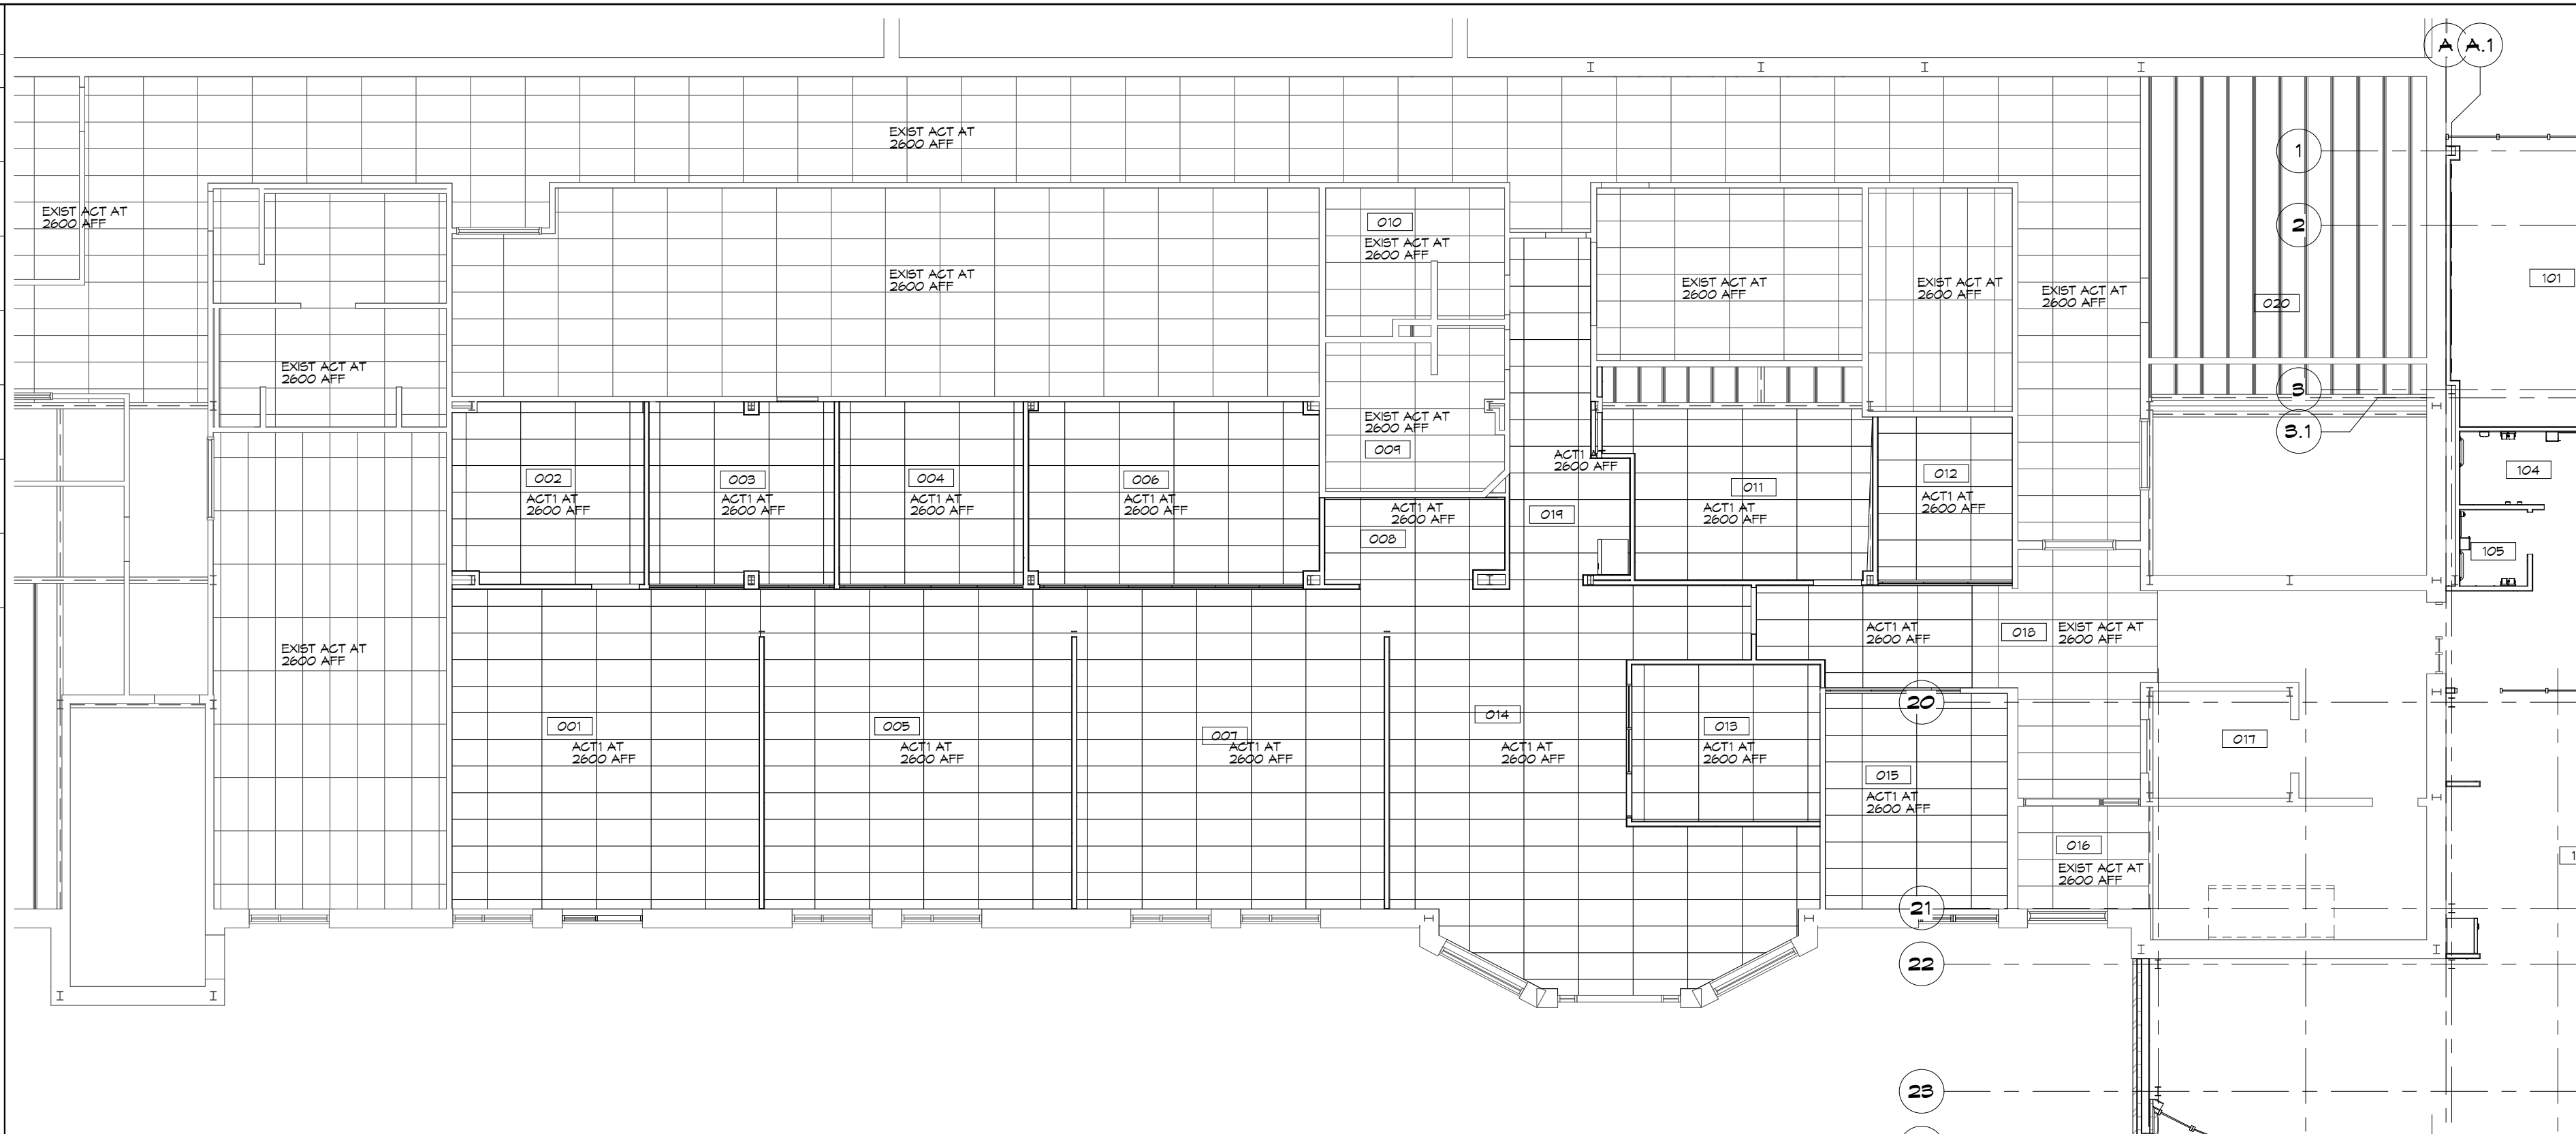 A A.1
EXIST ACT AT
2600 AFF
1
EXIST ACT AT
2600 AFF
010
2
EXIST ACT AT
2600 AFF
EXIST ACT AT
2600 AFF
EXIST ACT AT
2600 AFF
EXIST ACT AT
2600 AFF
EXIST ACT AT
2600 AFF
020
101
EXIST ACT AT
2600 AFF
3
EXIST ACT AT
2600 AFF
3.1
009
ACT1 AT
2600 AFF
104
002
ACT1 AT
2600 AFF
003
ACT1 AT
2600 AFF
004
ACT1 AT
2600 AFF
006
ACT1 AT
2600 AFF
ACT1 AT
2600 AFF
008
019
011
ACT1 AT
2600 AFF
012
ACT1 AT
2600 AFF
105
EXIST ACT AT
2600 AFF
ACT1 AT
2600 AFF
018
EXIST ACT AT
2600 AFF
20
001
ACT1 AT
2600 AFF
005
ACT1 AT
2600 AFF
007
ACT1 AT
2600 AFF
014
ACT1 AT
2600 AFF
013
ACT1 AT
2600 AFF
017
015
ACT1 AT
2600 AFF
016
EXIST ACT AT
2600 AFF
21
22
23